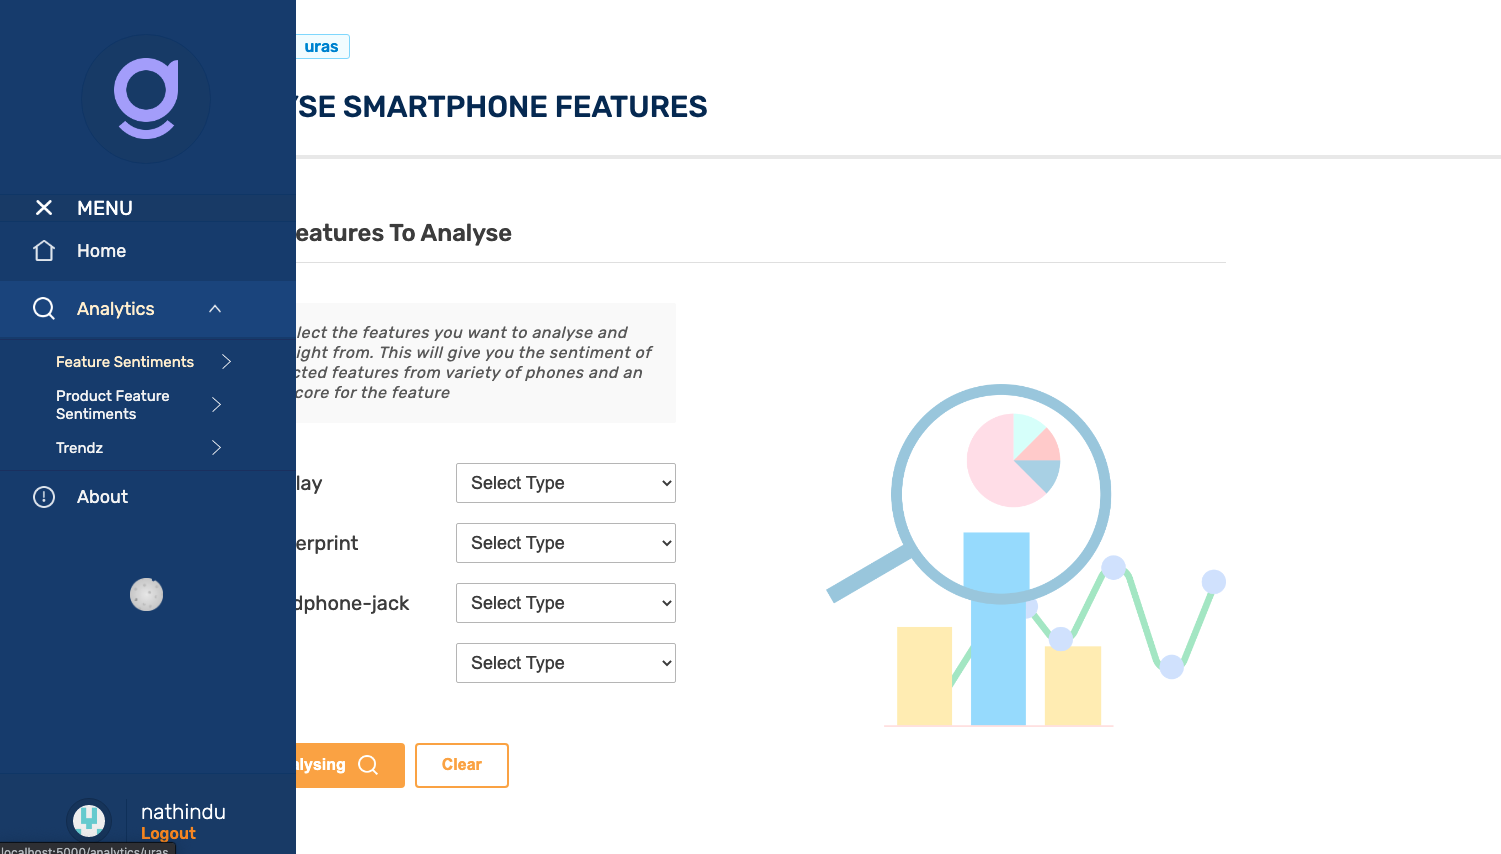 MENU
Home
Analytics
Feature Sentiments
Product Feature
Sentiments
Trendz
About
nathindu
Logout
localhost:5000/analytics/uras
uras
YSE SMARTPHONE FEATURES
eatures To Analyse
lect the features you want to analyse and
ight from. This will give you the sentiment of
cted features from variety of phones and an
core for the feature
lay
Select Type
erprint
Select Type
dphone-jack
Select Type
Select Type
alysing
Clear